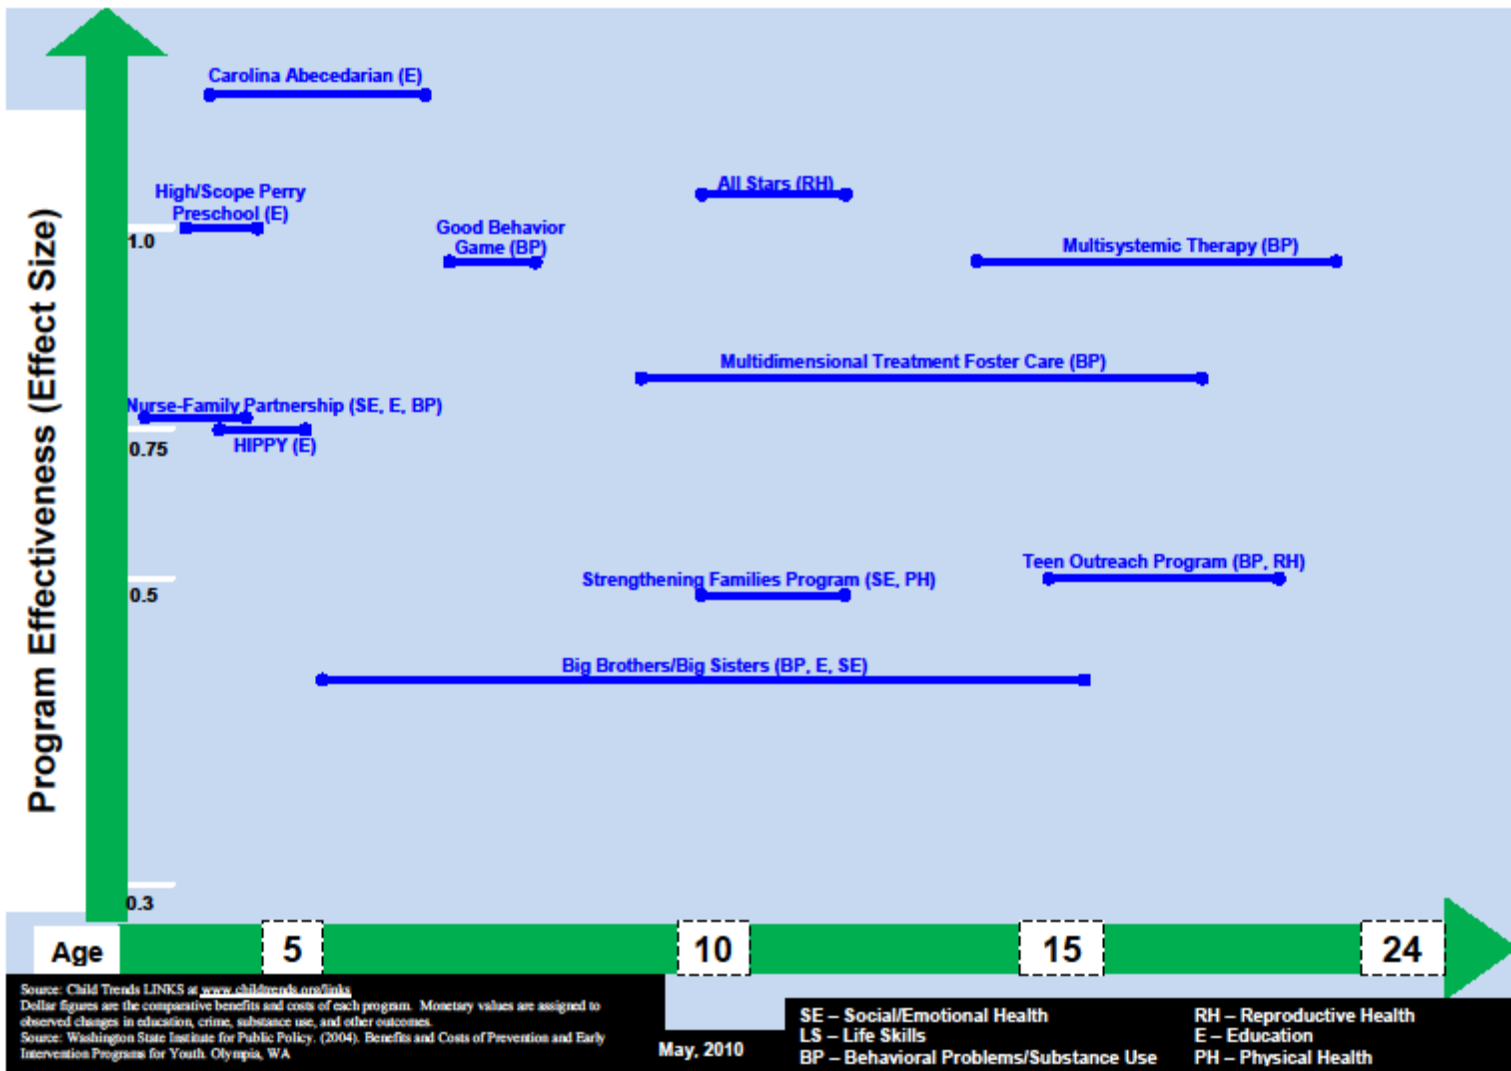 Program Effectiveness (Effect Size)
Carolina Abecedarian (E)
High/Scope Perry
Preschool (E)
Good Behavior
Game (BP)
All Stars (RH)
Multisystemic Therapy (BP)
1.0
Multidimensional Treatment Foster Care (BP)
Nurse-Family Partnership (SE, E, BP)
HIPPY (E)
0.75
Teen Outreach Program (BP, RH)
Strengthening Families Program (SE, PH)
0.5
Big Brothers/Big Sisters (BP, E, SE)
0.3
Age
5
10
15
24
Source: Child Trends LINKS at www.childtrends.org/links
Dollar figures are the comparative benefits and costs of each program. Monetary values are assigned to
observed changes in education, crime, substance use, and other outcomes.
Source: Washington State Institute for Public Policy. (2004). Benefits and Costs of Prevention and Early
Intervention Programs for Youth. Olympia, WA
May, 2010
SE – Social/Emotional Health
LS – Life Skills
BP – Behavioral Problems/Substance Use
RH – Reproductive Health
E – Education
PH – Physical Health